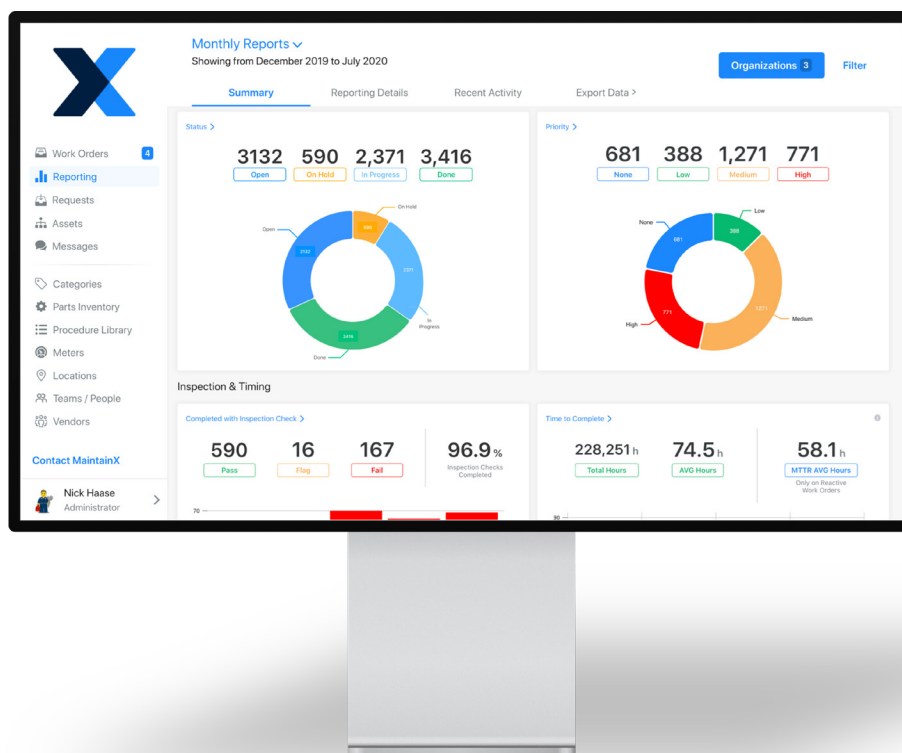 Monthly Reports
Showing from December 2019 to July 2020
Organizations 3
Filter
Summary
Reporting Details
Recent Activity
Export Data >
Work Orders 4
Reporting
Requests
Assets
Messages
Categories
Parts Inventory
Procedure Library
Meters
Locations
Teams / People
Vendors
Contact MaintainX
Nick Haase
Administrator
Status >
3132 590 2,371 3,416
Open On Hold In Progress Done
On Hold
Open
590
3132
2371
In
Progress
3416
Done
Priority >
681 388 1,271 771
None Low Medium High
Low
None
388
681
771
1271
Medium
High
Inspection & Timing
Completed with Inspection Check >
590 16 167 96.9 %
Pass Flag Fail
Inspection Checks
Completed
70
Time to Complete >
228,251 h 74.5 h 58.1 h
Total Hours AVG Hours MTTR AVG Hours
Only on Reactive
Work Orders
90